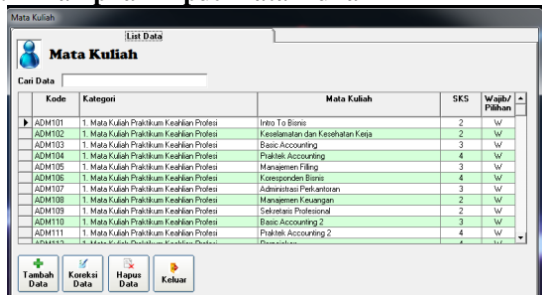 Mata Kuliah
List Data
Mata Kuliah
Cari Data
Kode Kategori Mata Kuliah SKS Wajib/ Pilihan
ADM101 1. Mata Kuliah Praktikum Keahlian Profesi Intro To Bisnis 2 W
ADM102 1. Mata Kuliah Praktikum Keahlian Profesi Keselamatan dan Kesehatan Kerja 2 W
ADM103 1. Mata Kuliah Praktikum Keahlian Profesi Basic Accounting 3 W
ADM104 1. Mata Kuliah Praktikum Keahlian Profesi Praktek Accounting 4 W
ADM105 1. Mata Kuliah Praktikum Keahlian Profesi Manajemen Filling 3 W
ADM106 1. Mata Kuliah Praktikum Keahlian Profesi Koresponden Bisnis 4 W
ADM107 1. Mata Kuliah Praktikum Keahlian Profesi Administrasi Perkantoran 3 W
ADM108 1. Mata Kuliah Praktikum Keahlian Profesi Manajemen Keuangan 2 W
ADM109 1. Mata Kuliah Praktikum Keahlian Profesi Sekretaris Profesional 2 W
ADM110 1. Mata Kuliah Praktikum Keahlian Profesi Basic Accounting 2 3 W
ADM111 1. Mata Kuliah Praktikum Keahlian Profesi Praktek Accounting 2 4 W
Tambah Data Koreksi Data Hapus Data Keluar